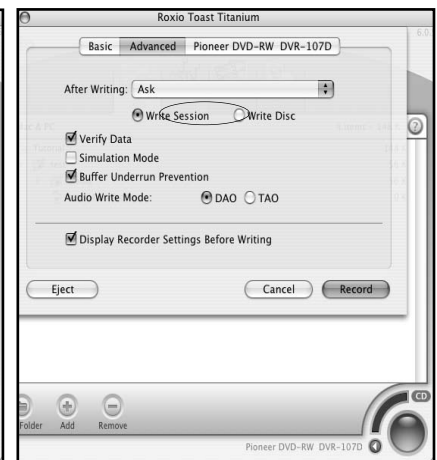 Roxio Toast Titanium
Basic Advanced Pioneer DVD-RW DVR-107D
After Writing: Ask
Write Session Write Disc
Verify Data
Simulation Mode
Buffer Underrun Prevention
Audio Write Mode: DAO TAO
Display Recorder Settings Before Writing
Eject Cancel Record
CD
Folder Add Remove
Pioneer DVD-RW DVR-107D